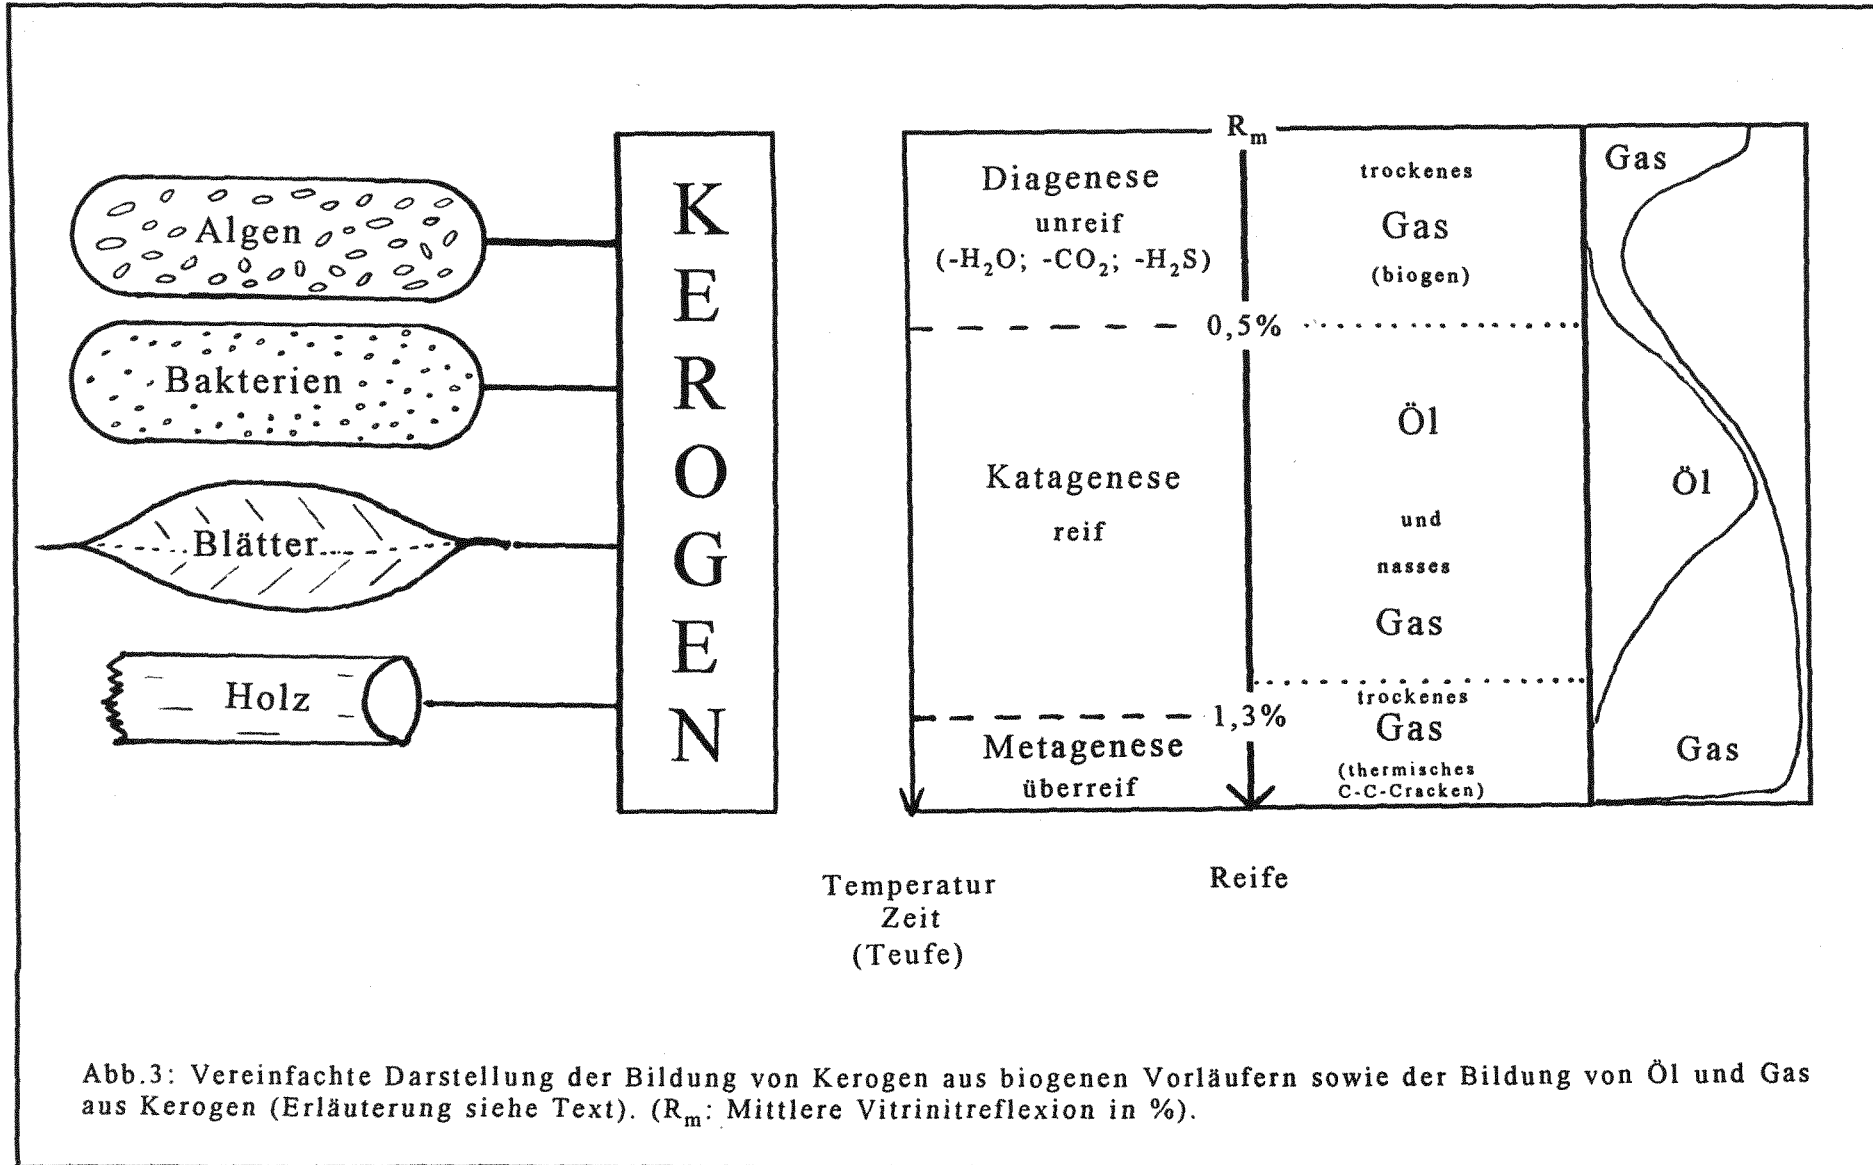 Algen
Bakterien
Blätter
Holz
KEROGEN
R_m
Diagenese
unreif
(-H₂O; -CO₂; -H₂S)
0,5%
Katagenese
reif
1,3%
Metagenese
überreif
trockenes
Gas
(biogen)
Öl
und
nasses
Gas
trockenes
Gas
(thermisches
C-C-Cracken)
Gas
Öl
Gas
Temperatur
Zeit
(Teufe)
Reife
Abb.3: Vereinfachte Darstellung der Bildung von Kerogen aus biogenen Vorläufern sowie der Bildung von Öl und Gas
aus Kerogen (Erläuterung siehe Text). (R_m: Mittlere Vitrinitreflexion in %).